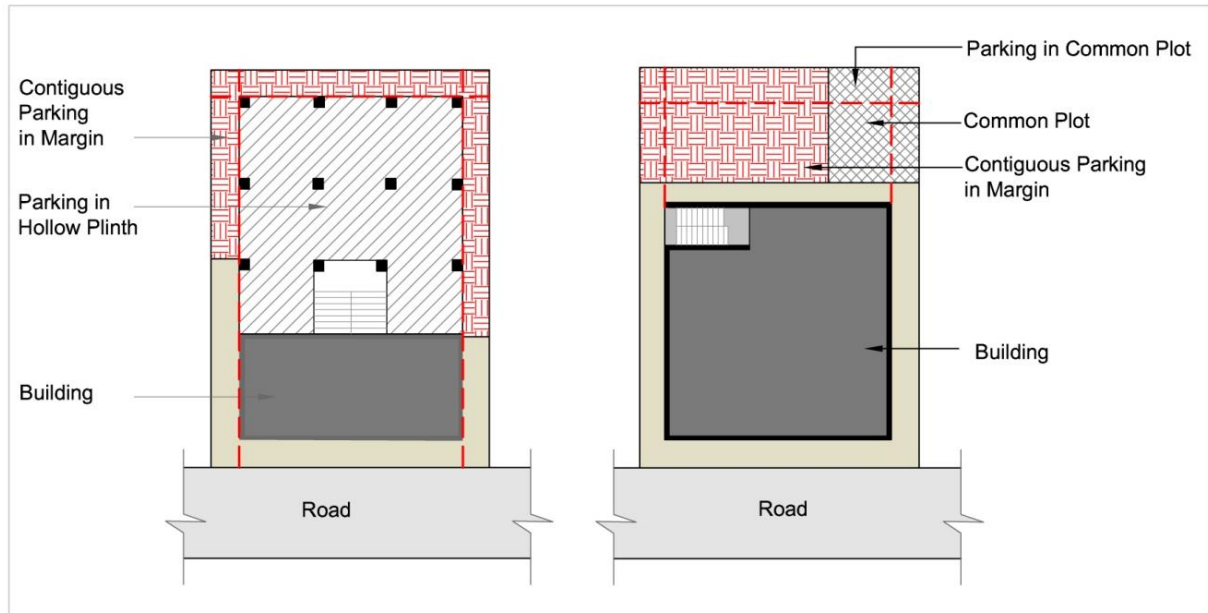 Contiguous
Parking
in Margin
Parking in
Hollow Plinth
Building
Road
Parking in Common Plot
Common Plot
Contiguous Parking
in Margin
Building
Road